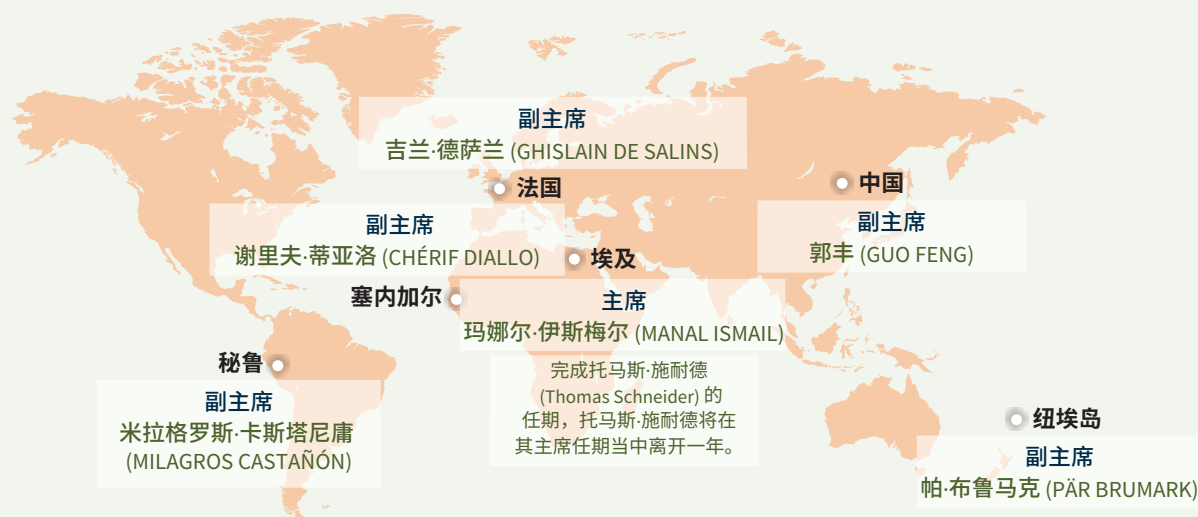 副主席
吉兰·德萨兰 (GHISLAIN DE SALINS)
法国
中国
副主席
郭丰 (GUO FENG)
副主席
谢里夫·蒂亚洛 (CHÉRIF DIALLO)
埃及
塞内加尔
主席
玛娜尔·伊斯梅尔 (MANAL ISMAIL)
完成托马斯·施耐德
(Thomas Schneider) 的
任期，托马斯·施耐德将在
其主席任期当中离开一年。
秘鲁
副主席
米拉格罗斯·卡斯塔尼庸
(MILAGROS CASTAÑÓN)
纽埃岛
副主席
帕·布鲁马克 (PÄR BRUMARK)